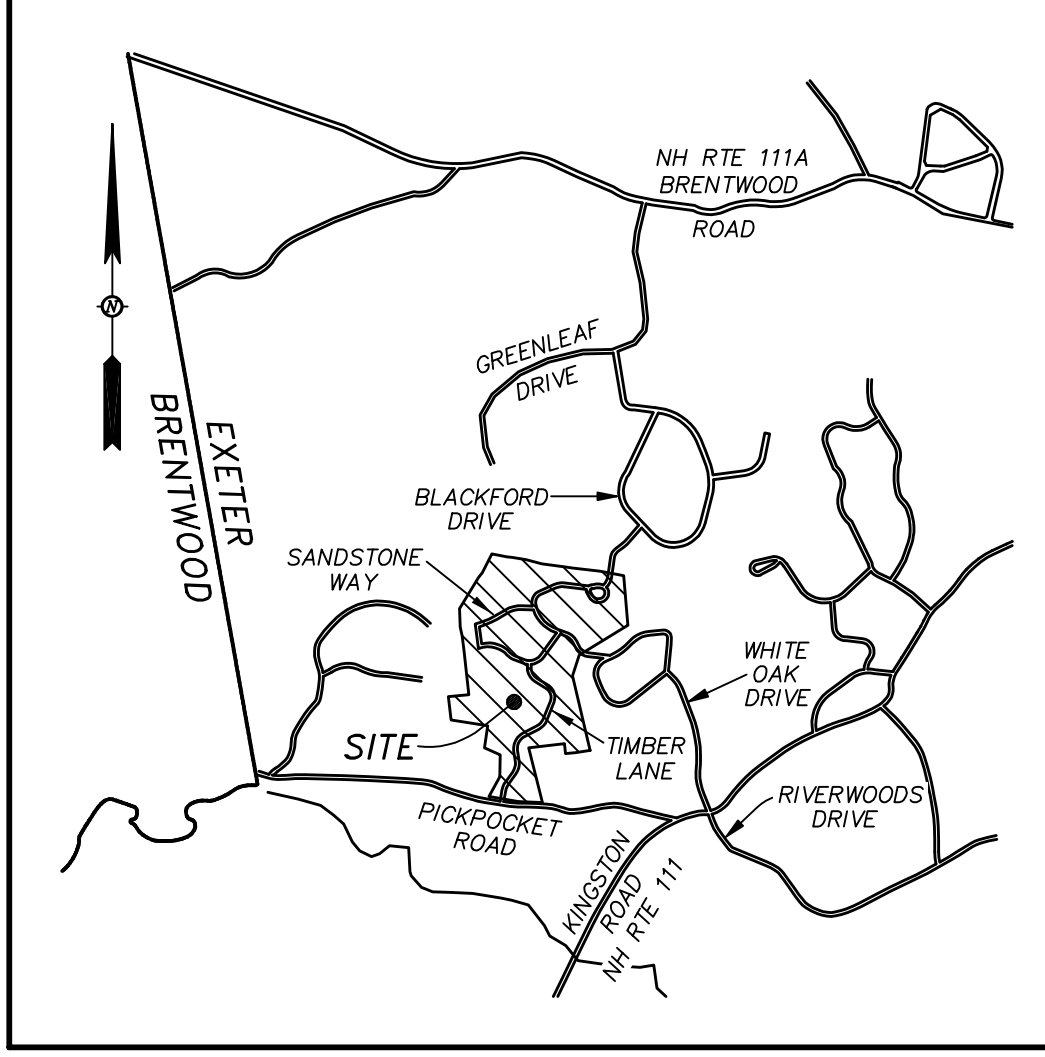 NH RTE 111A
BRENTWOOD
ROAD
N
GREENLEAF
DRIVE
EXETER
BRENTWOOD
BLACKFORD
DRIVE
SANDSTONE
WAY
WHITE
OAK
DRIVE
SITE
TIMBER
LANE
RIVERWOODS
DRIVE
PICKPOCKET
ROAD
KINGSTON
ROAD
NH RTE 111